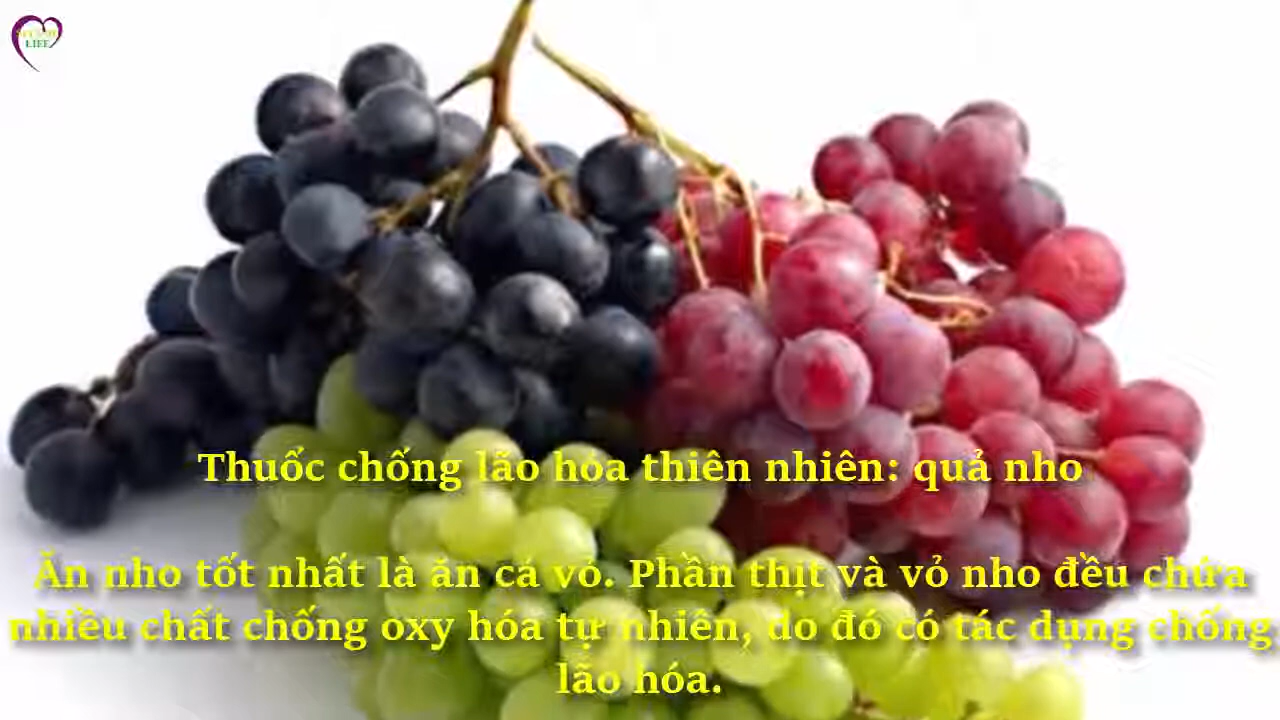 LIFE
Thuốc chống lão hóa thiên nhiên: quả nho
Ăn nho tốt nhất là ăn cả vỏ. Phần thịt và vỏ nho đều chứa
nhiều chất chống oxy hóa tự nhiên, do đó có tác dụng chống
lão hóa.